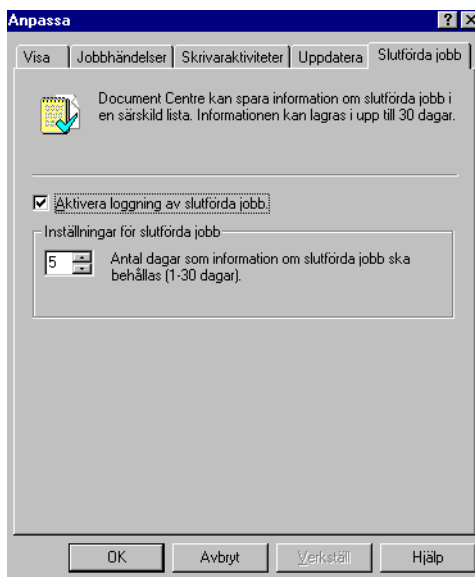 Anpassa
Visa Jobbhändelser Skrivaraktiviteter Uppdatera Slutförda jobb
Document Centre kan spara information om slutförda jobb i
en särskild lista. Informationen kan lagras i upp till 30 dagar.
Aktivera loggning av slutförda jobb.
Inställningar för slutförda jobb
5 Antal dagar som information om slutförda jobb ska
behållas (1-30 dagar).
OK Avbryt Verkställ Hjälp